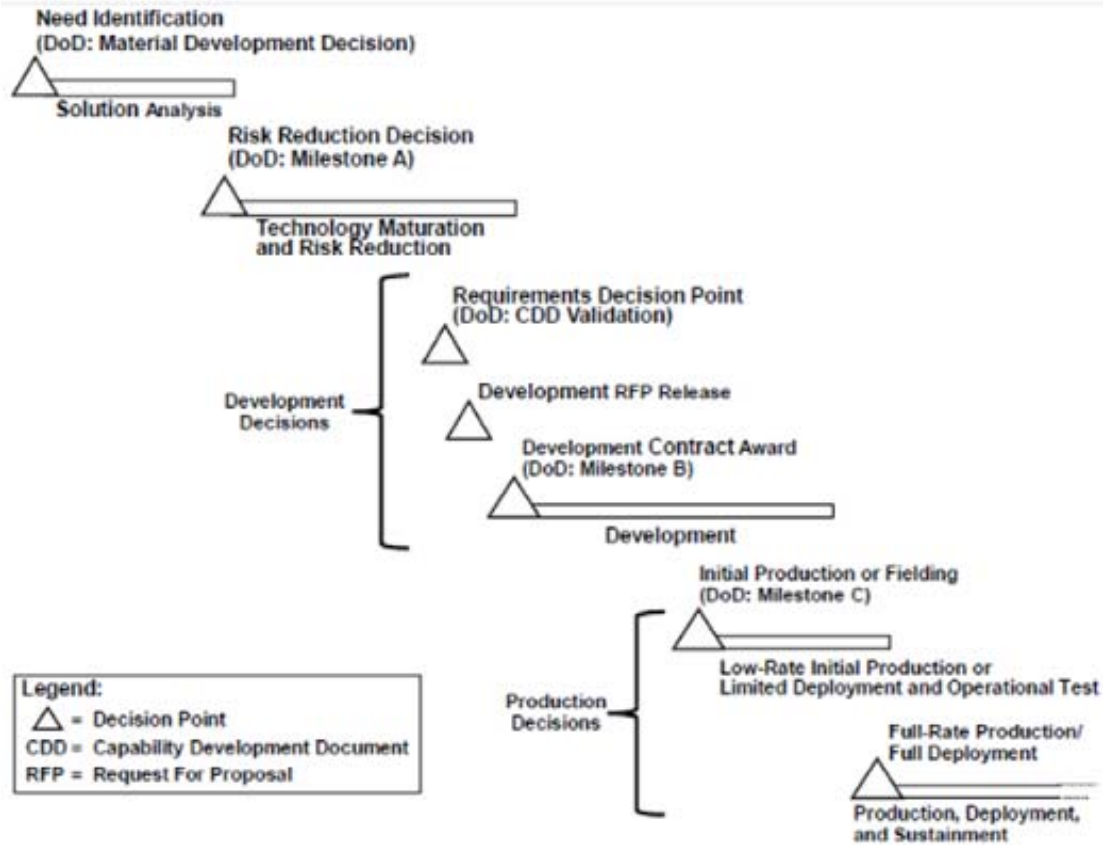 Need Identification
(DoD: Material Development Decision)
Solution Analysis
Risk Reduction Decision
(DoD: Milestone A)
Technology Maturation
and Risk Reduction
Requirements Decision Point
(DoD: CDD Validation)
Development
Decisions
Development RFP Release
Development Contract Award
(DoD: Milestone B)
Development
Initial Production or Fielding
(DoD: Milestone C)
Low-Rate Initial Production or
Limited Deployment and Operational Test
Production
Decisions
Full-Rate Production/
Full Deployment
Production, Deployment,
and Sustainment
Legend:
= Decision Point
CDD = Capability Development Document
RFP = Request For Proposal